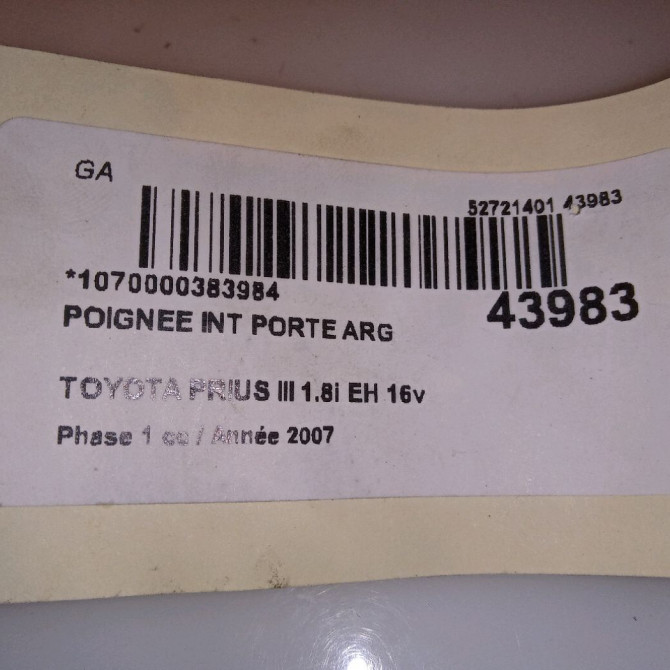 GA
52721401 43983
*1070000383984
43983
POIGNEE INT PORTE ARG
TOYOTA PRIUS III 1.8i EH 16v
Phase 1 cc / Année 2007